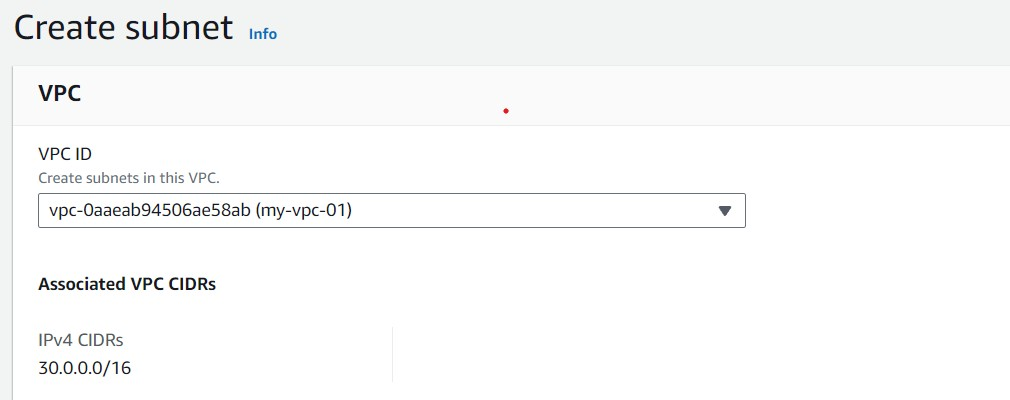 Create subnet Info
VPC
VPC ID
Create subnets in this VPC.
vpc-0aaeab94506ae58ab (my-vpc-01)
Associated VPC CIDRs
IPv4 CIDRs
30.0.0.0/16